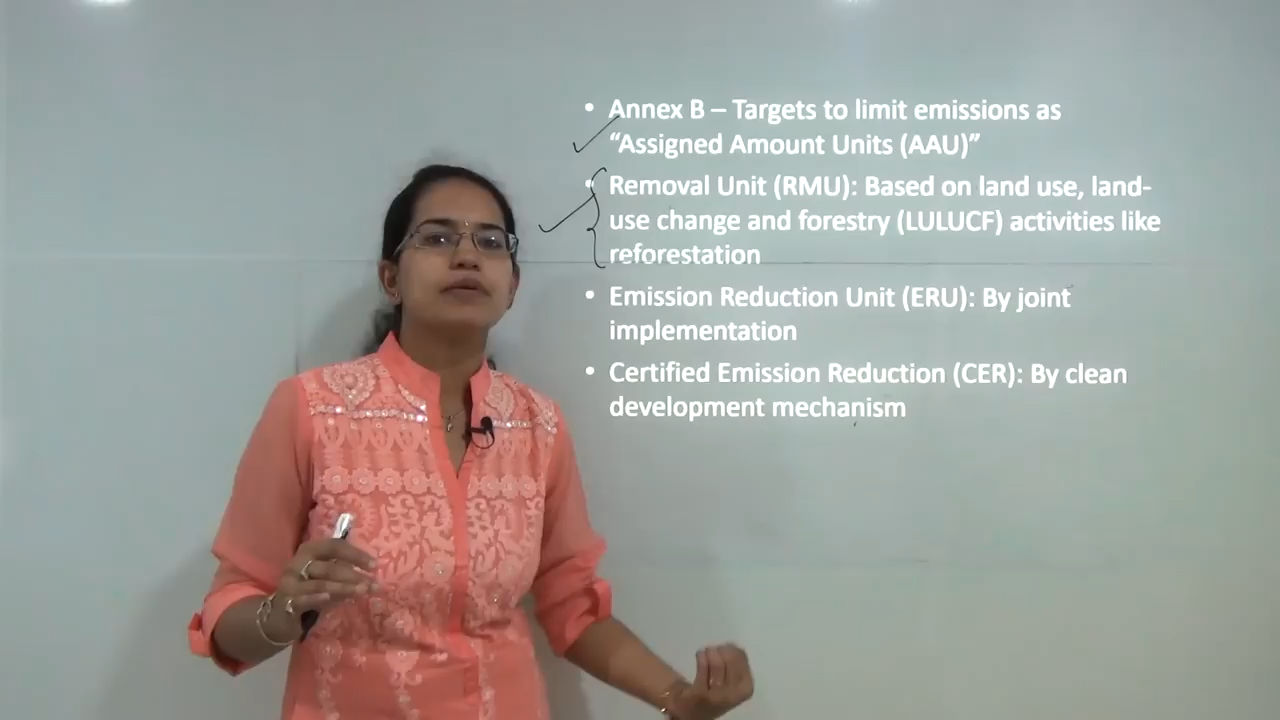 • Annex B – Targets to limit emissions as
“Assigned Amount Units (AAU)”
• Removal Unit (RMU): Based on land use, land-
use change and forestry (LULUCF) activities like
reforestation
• Emission Reduction Unit (ERU): By joint
implementation
• Certified Emission Reduction (CER): By clean
development mechanism